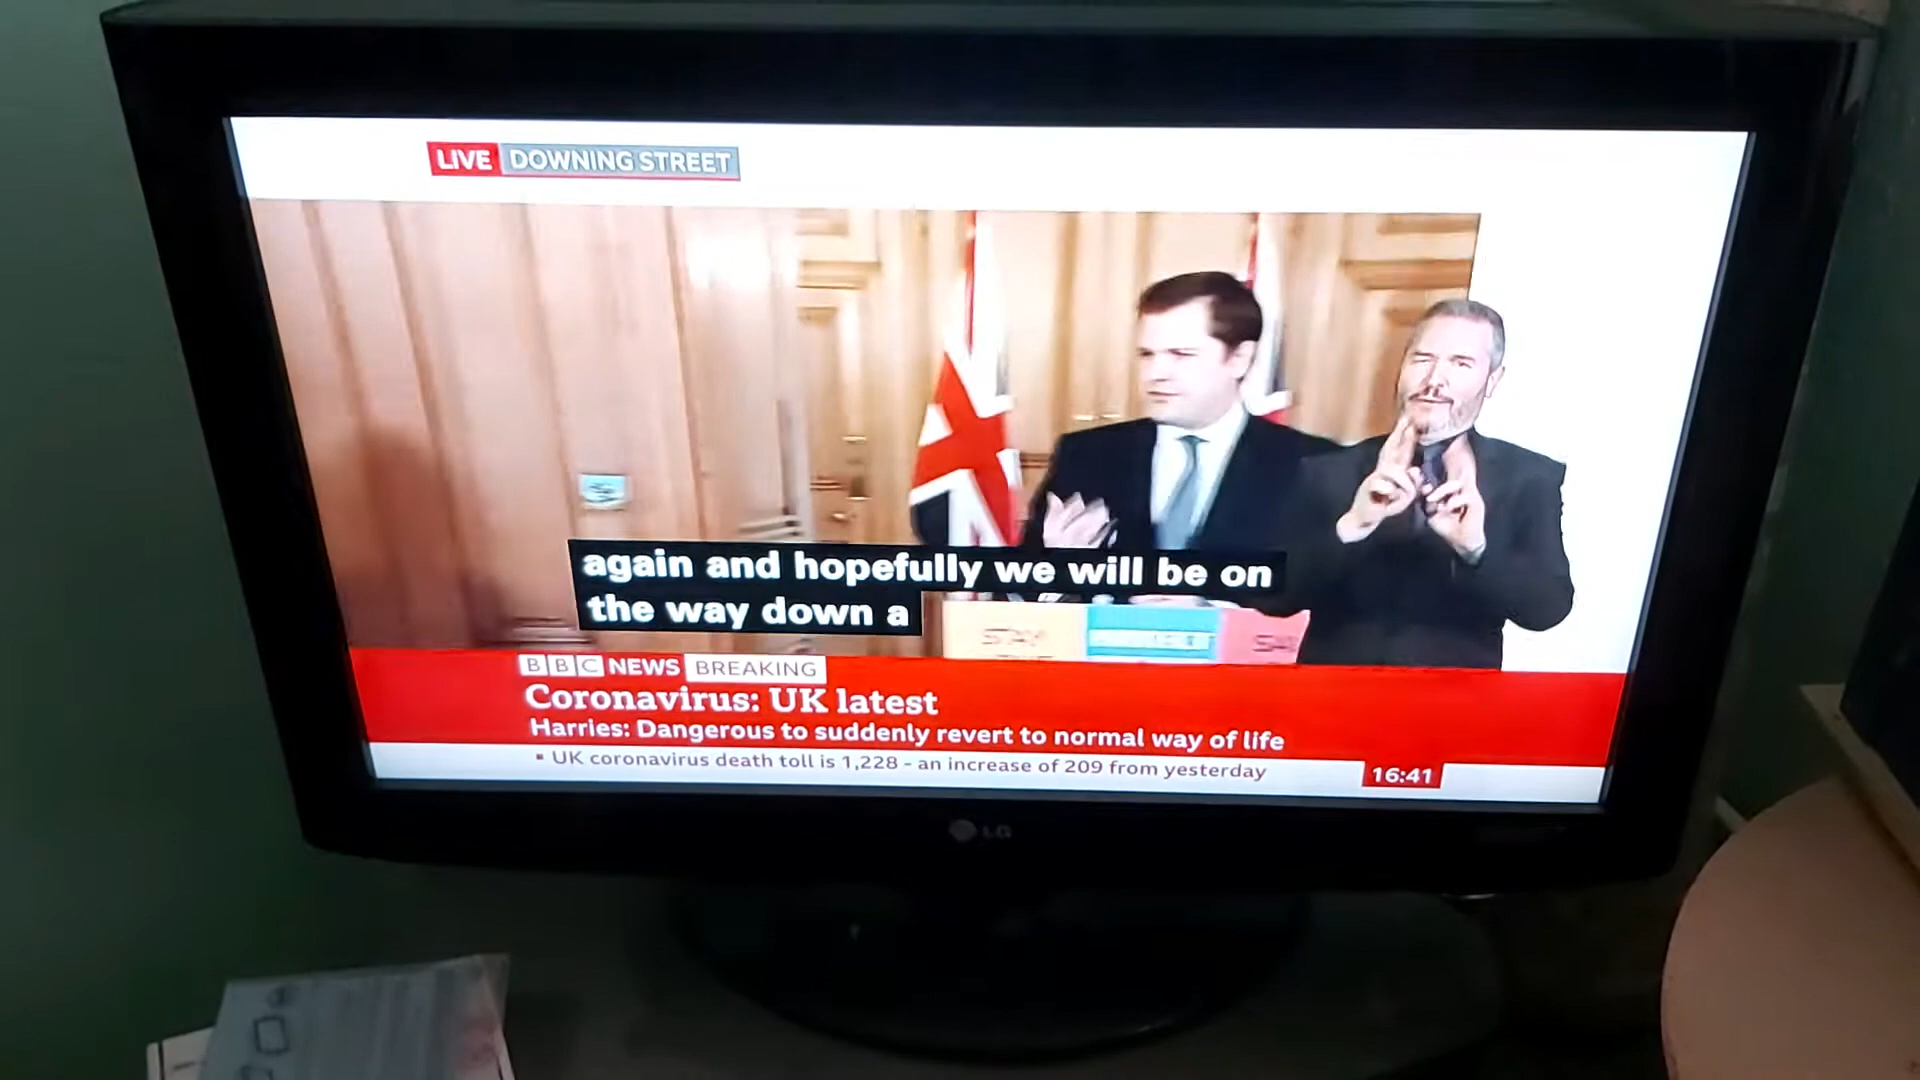 LIVE DOWNING STREET
again and hopefully we will be on
the way down a
STAY
BBC NEWS BREAKING
Coronavirus: UK latest
Harries: Dangerous to suddenly revert to normal way of life
▪ UK coronavirus death toll is 1,228 - an increase of 209 from yesterday
16:41
LG